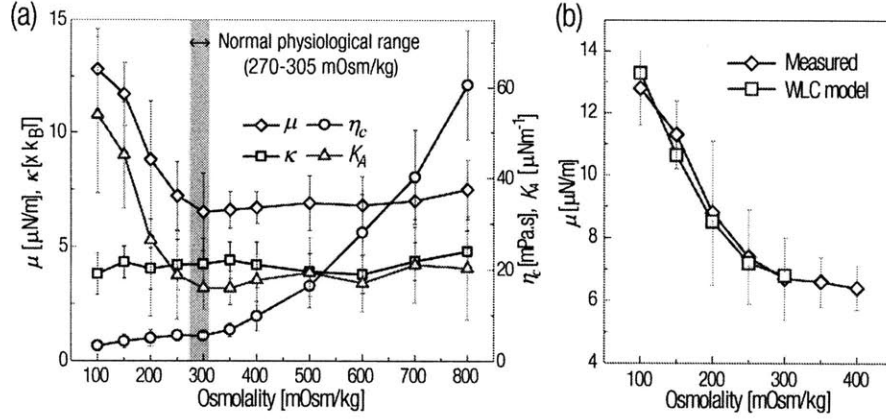 (a)
Normal physiological range
(270-305 mOsm/kg)
μ
η_c
κ
K_A
μ [μN/m], κ [x k_BT]
0
5
10
15
100
200
300
400
500
600
700
800
Osmolality [mOsm/kg]
0
20
40
60
η_c [mPa.s], K_A [μNm⁻¹]
(b)
Measured
WLC model
μ [μN/m]
4
6
8
10
12
14
100
200
300
400
Osmolality [mOsm/kg]